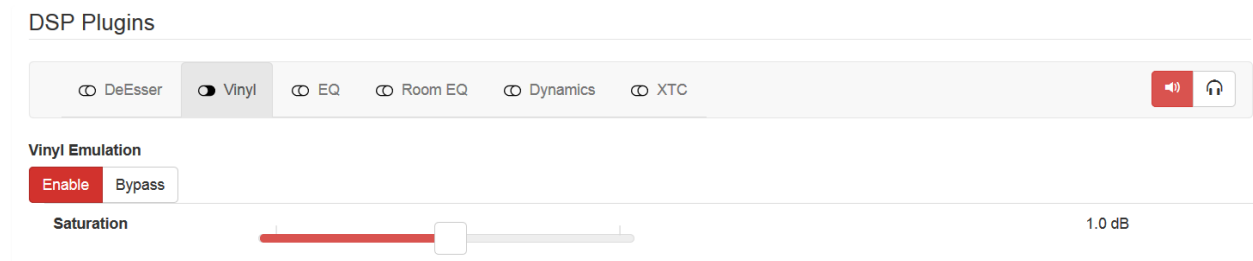 DSP Plugins
DeEsser Vinyl EQ Room EQ Dynamics XTC
Vinyl Emulation
Enable Bypass
Saturation 1.0 dB